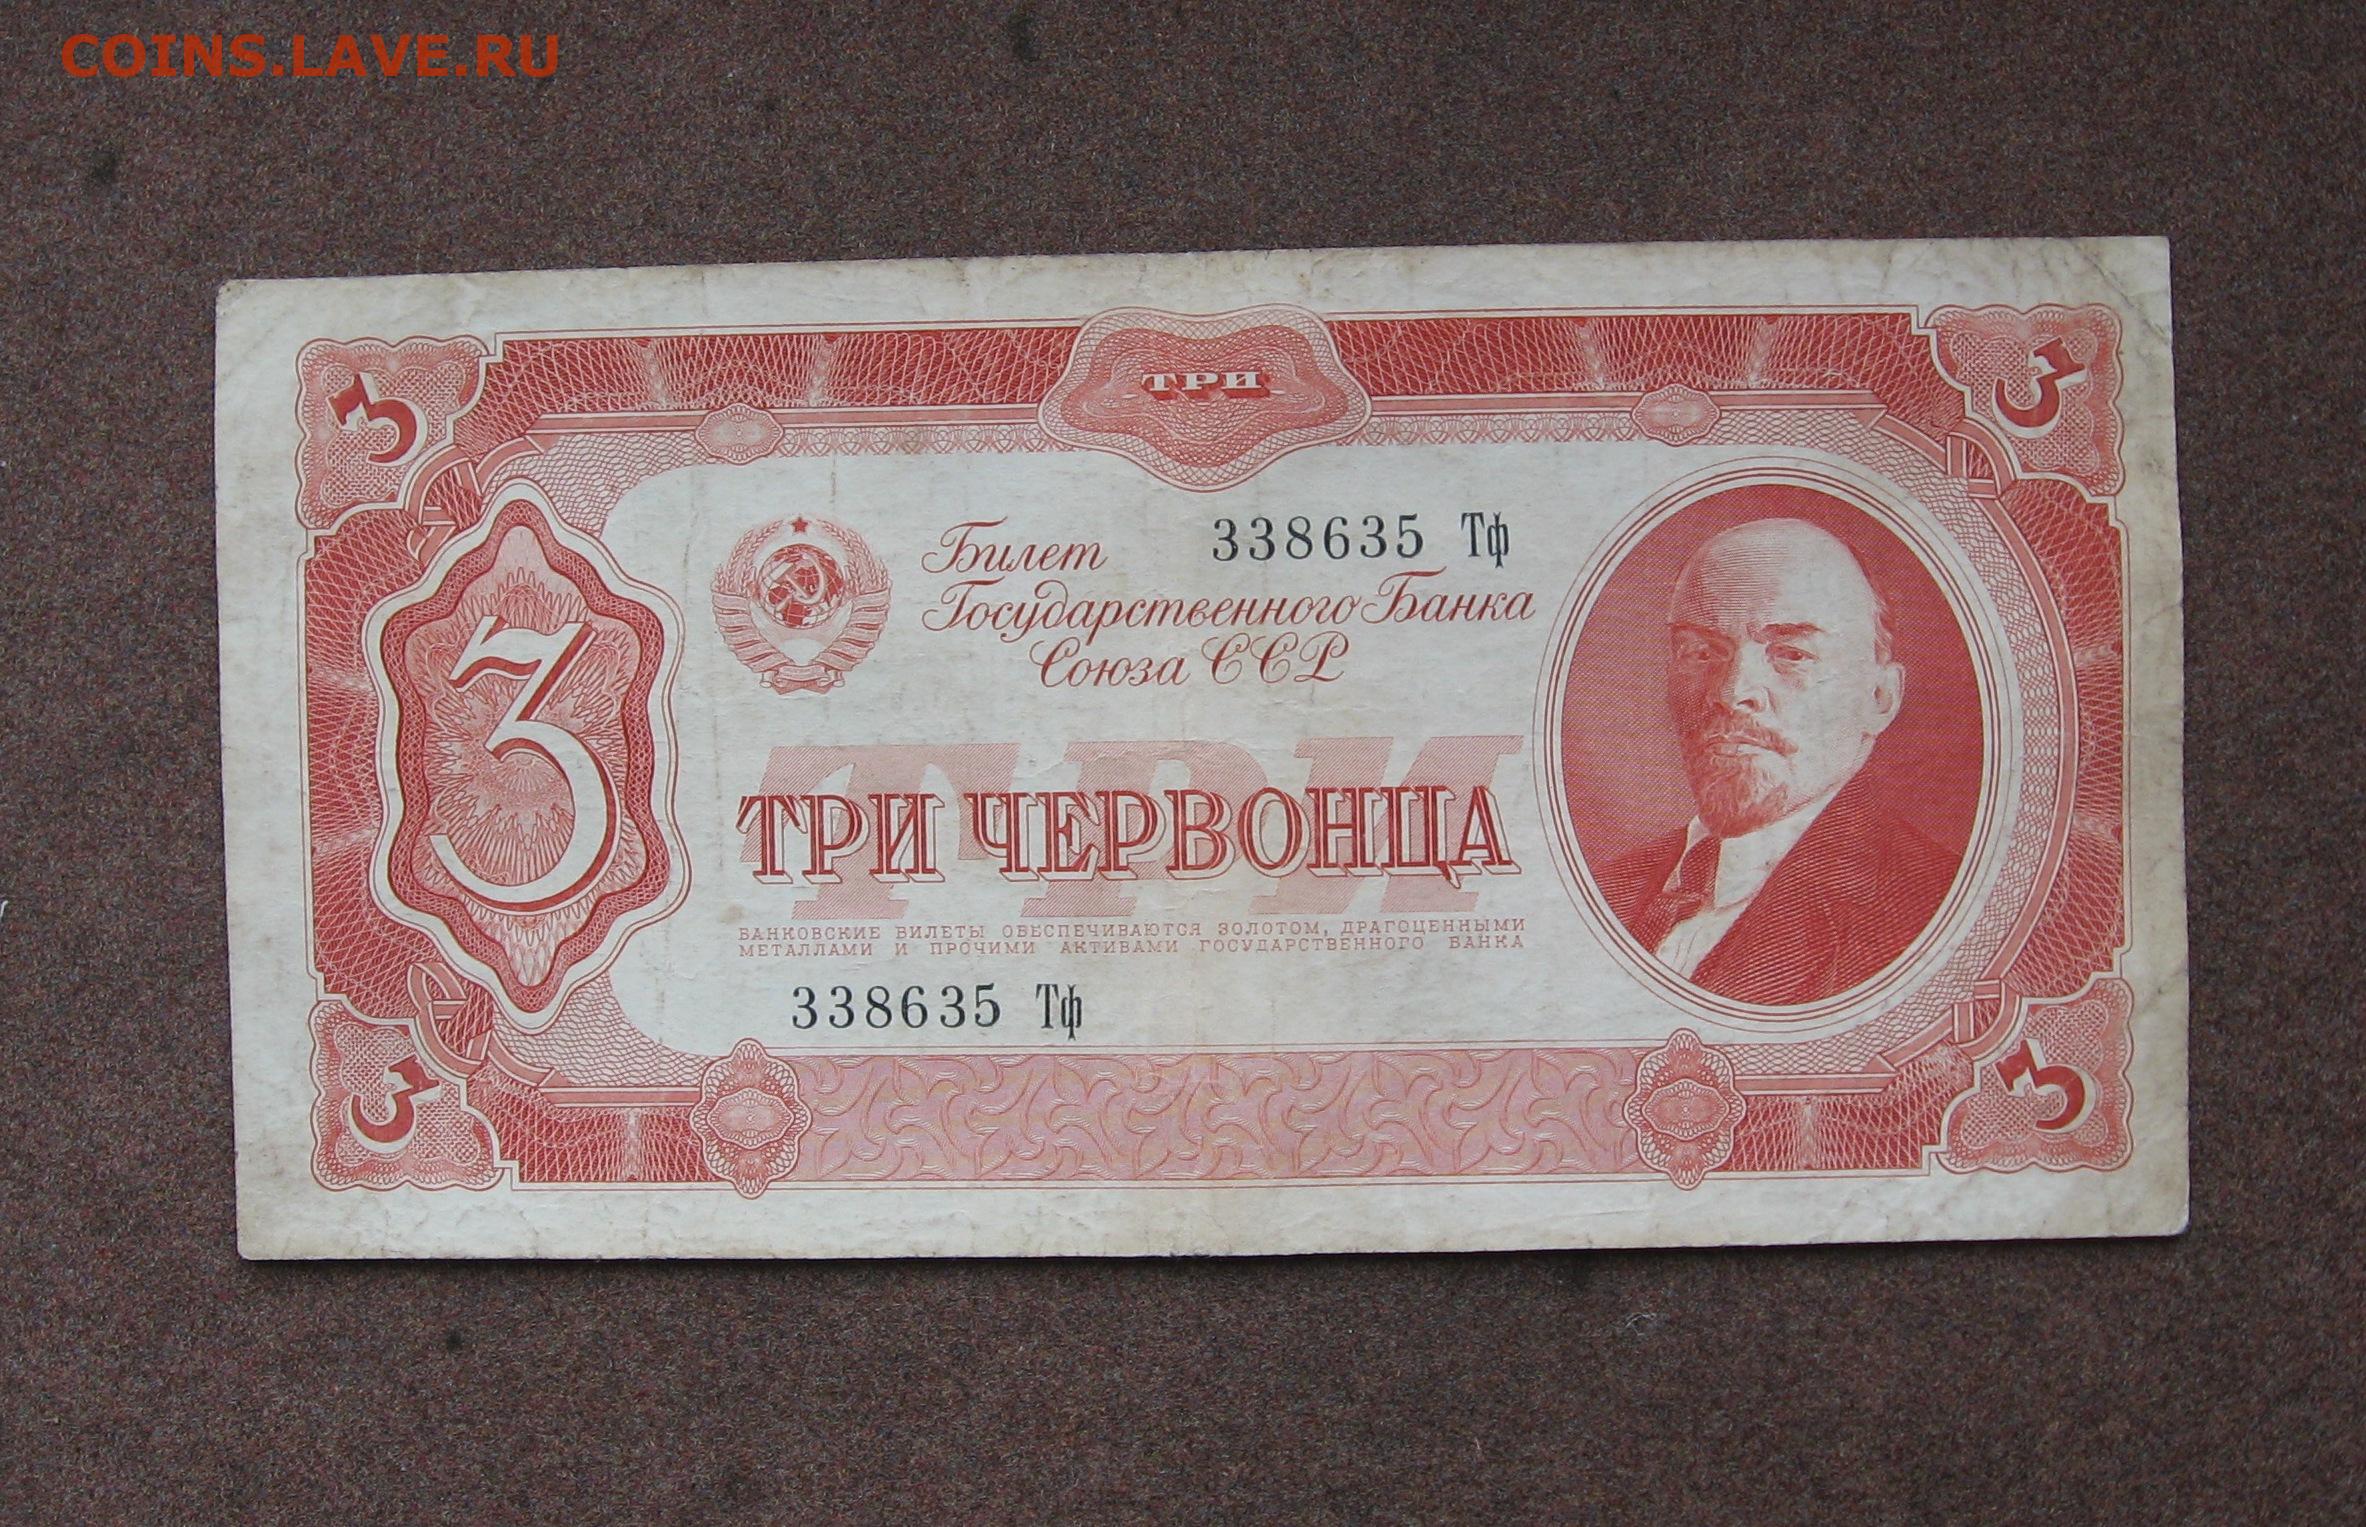 COINS.LAVE.RU
3 ТРИ 3
Билет 338635 Тф
Государственного Банка
Союза ССР
3
ТРИ
ТРИ ЧЕРВОНЦА
БАНКОВСКИЕ БИЛЕТЫ ОБЕСПЕЧИВАЮТСЯ ЗОЛОТОМ, ДРАГОЦЕННЫМИ
МЕТАЛЛАМИ И ПРОЧИМИ АКТИВАМИ ГОСУДАРСТВЕННОГО БАНКА
338635 Тф
3 3